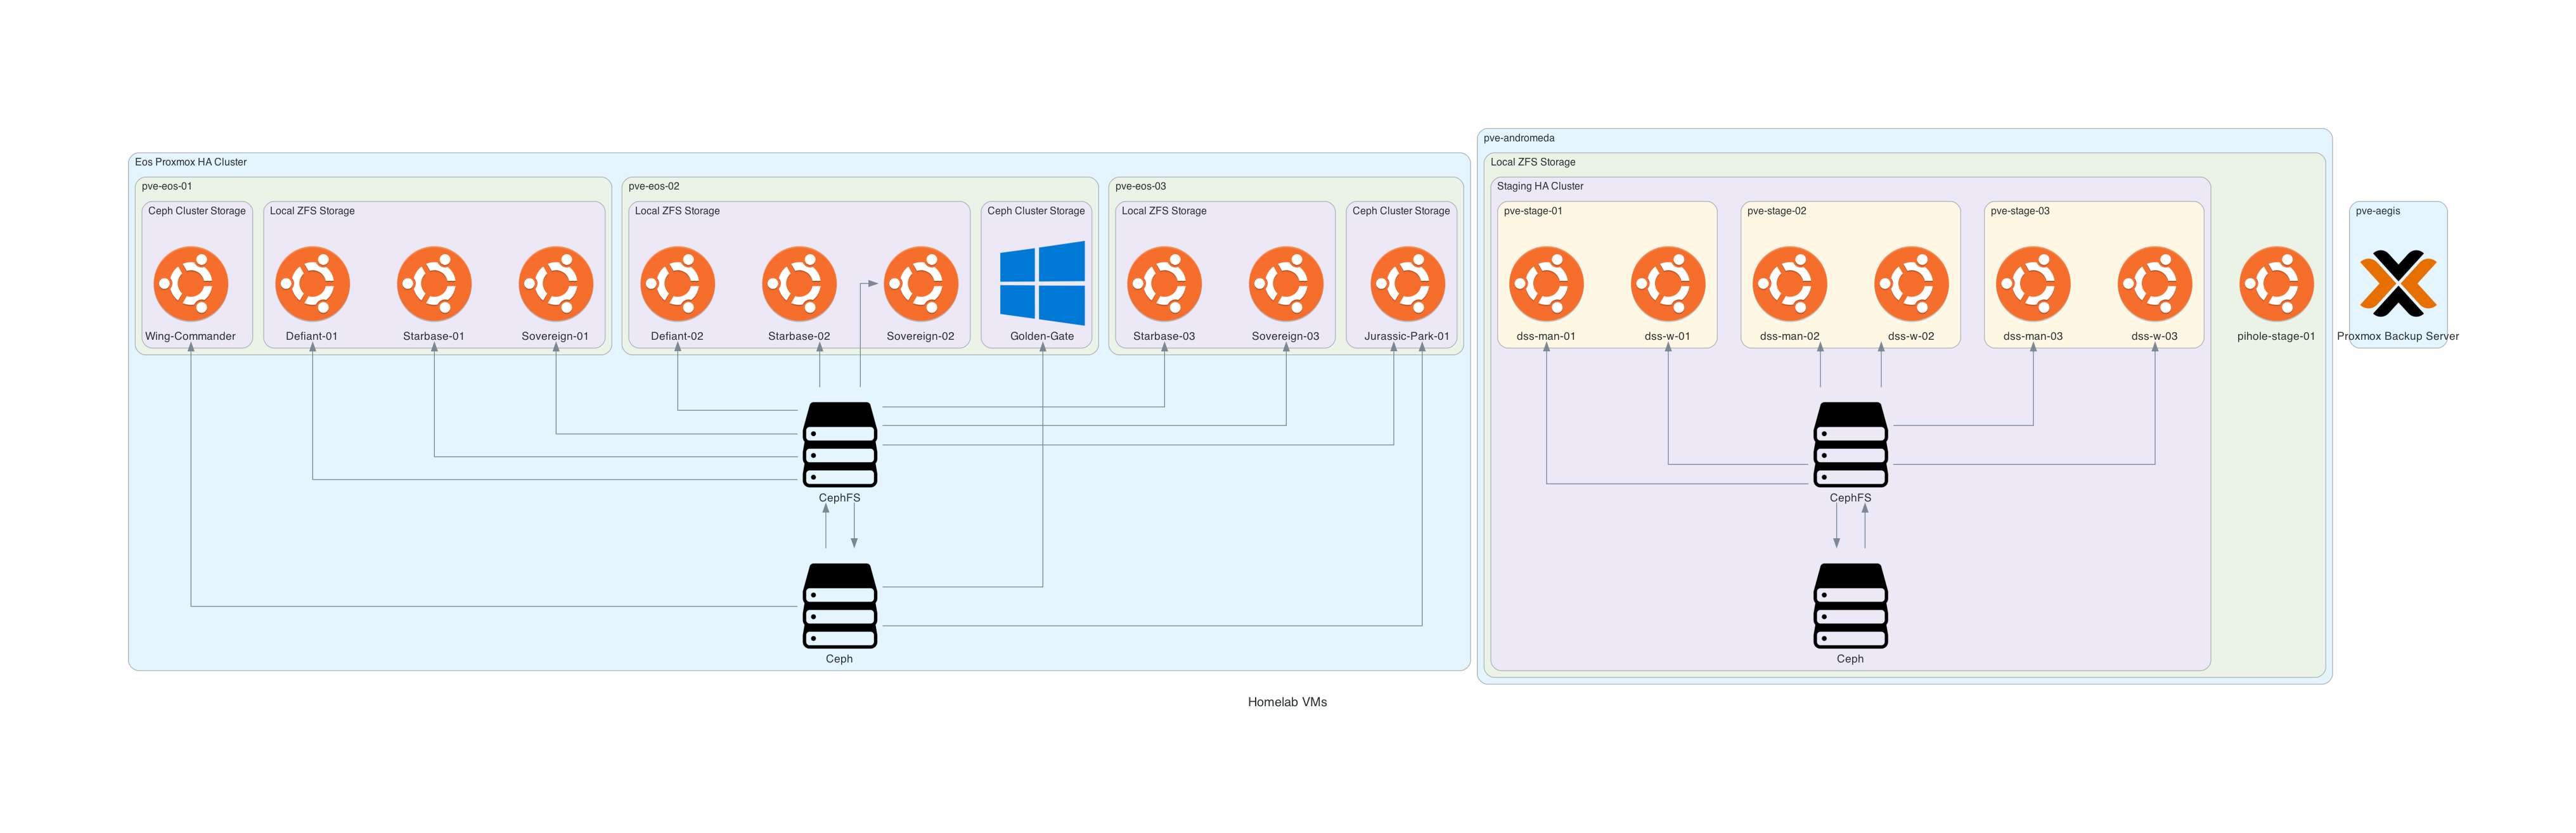 Eos Proxmox HA Cluster
pve-eos-01
Ceph Cluster Storage
Wing-Commander
Local ZFS Storage
Defiant-01
Starbase-01
Sovereign-01
pve-eos-02
Local ZFS Storage
Defiant-02
Starbase-02
Sovereign-02
Ceph Cluster Storage
Golden-Gate
pve-eos-03
Local ZFS Storage
Starbase-03
Sovereign-03
Ceph Cluster Storage
Jurassic-Park-01
CephFS
Ceph
pve-andromeda
Local ZFS Storage
Staging HA Cluster
pve-stage-01
dss-man-01
dss-w-01
pve-stage-02
dss-man-02
dss-w-02
pve-stage-03
dss-man-03
dss-w-03
pihole-stage-01
CephFS
Ceph
pve-aegis
Proxmox Backup Server
Homelab VMs